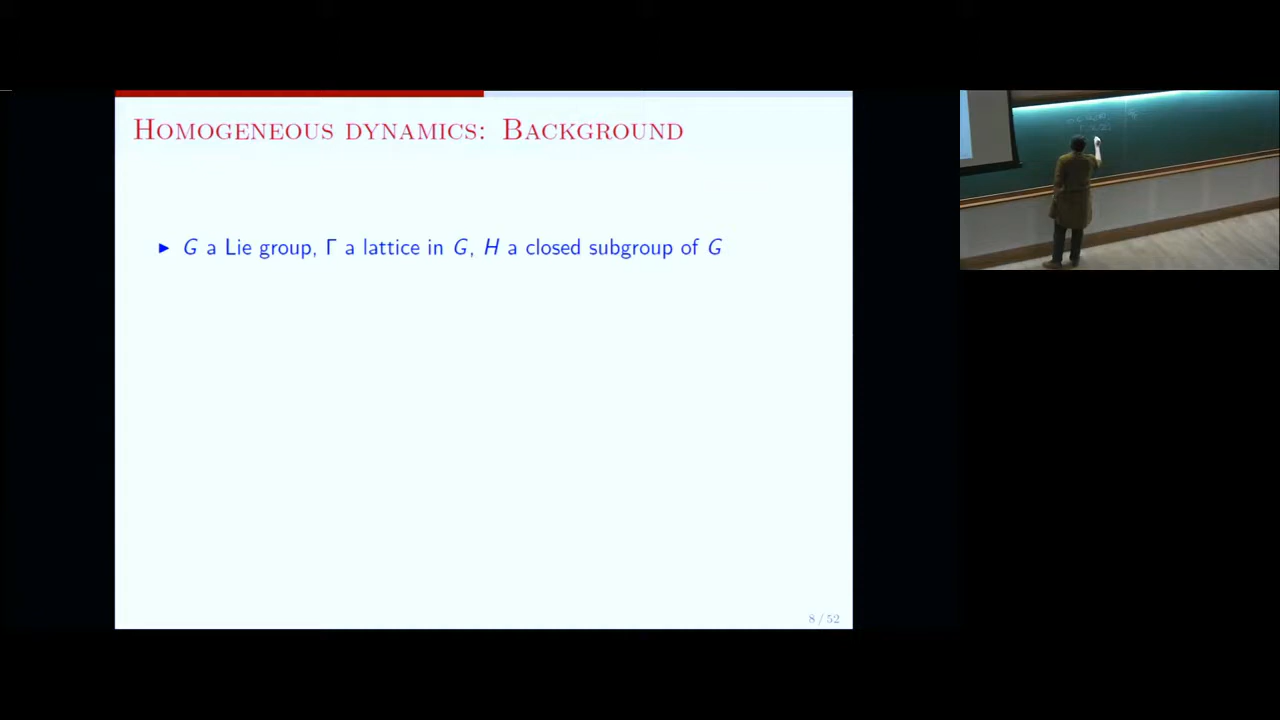 HOMOGENEOUS DYNAMICS: BACKGROUND
► G a Lie group, Γ a lattice in G, H a closed subgroup of G
8 / 52